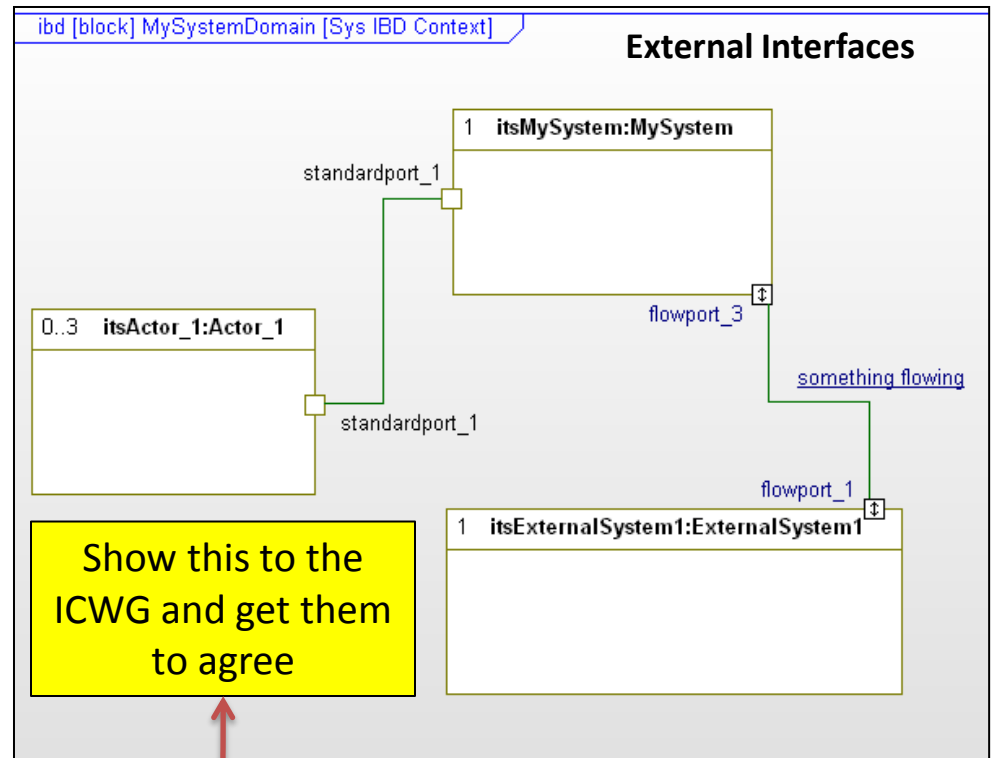 ibd [block] MySystemDomain [Sys IBD Context]
External Interfaces
1 itsMySystem:MySystem
standardport_1
flowport_3
0..3 itsActor_1:Actor_1
something flowing
standardport_1
flowport_1
1 itsExternalSystem1:ExternalSystem1
Show this to the
ICWG and get them
to agree